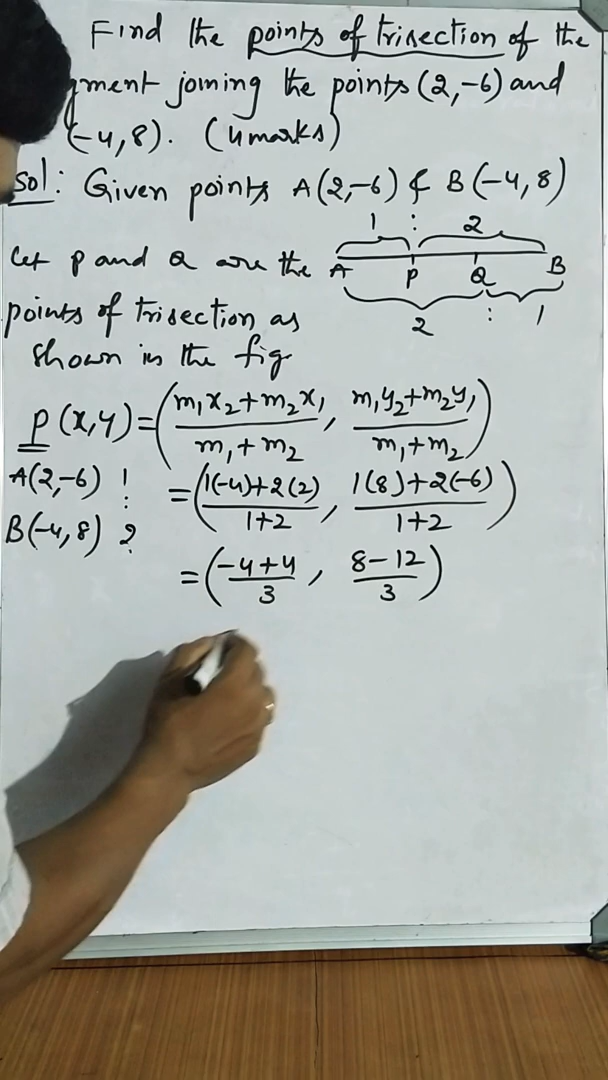 Find the points of trisection of the
gment joining the points (2,-6) and
(-4,8). (4 marks)
Sol: Given points A(2,-6) & B(-4,8)
1 : 2
Let P and Q are the
A P Q B
2 : 1
points of trisection as
shown in the fig
P(x,y)=(m₁x₂+m₂x₁/m₁+m₂, m₁y₂+m₂y₁/m₁+m₂)
A(2,-6) 1 :
=(1(-4)+2(2)/1+2, 1(8)+2(-6)/1+2)
B(-4,8) 2
=(-4+4/3, 8-12/3)